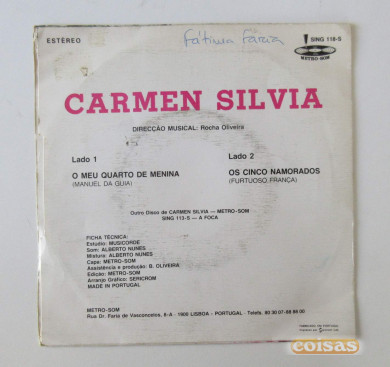 ESTÉREO
Fátima Faria
SING 118-S
METRO-SOM
CARMEN SILVIA
DIRECÇÃO MUSICAL: Rocha Oliveira
Lado 1
O MEU QUARTO DE MENINA
(MANUEL DA GUIA)
Lado 2
OS CINCO NAMORADOS
(FURTUOSO FRANÇA)
Outro Disco de CARMEN SILVIA — METRO-SOM
SING 113-S — A FOCA
FICHA TÉCNICA:
Estudio: MUSICORDE
Som: ALBERTO NUNES
Mistura: ALBERTO NUNES
Capa: METRO-SOM
Assistência e produção: B. OLIVEIRA
Edição: METRO-SOM
Arranjo Gráfico: SERICROM
MADE IN PORTUGAL
METRO-SOM
Rua Dr. Faria de Vasconcelos, 6-A - 1900 LISBOA - PORTUGAL - Telefs. 80 30 07-88 88 00
coisas